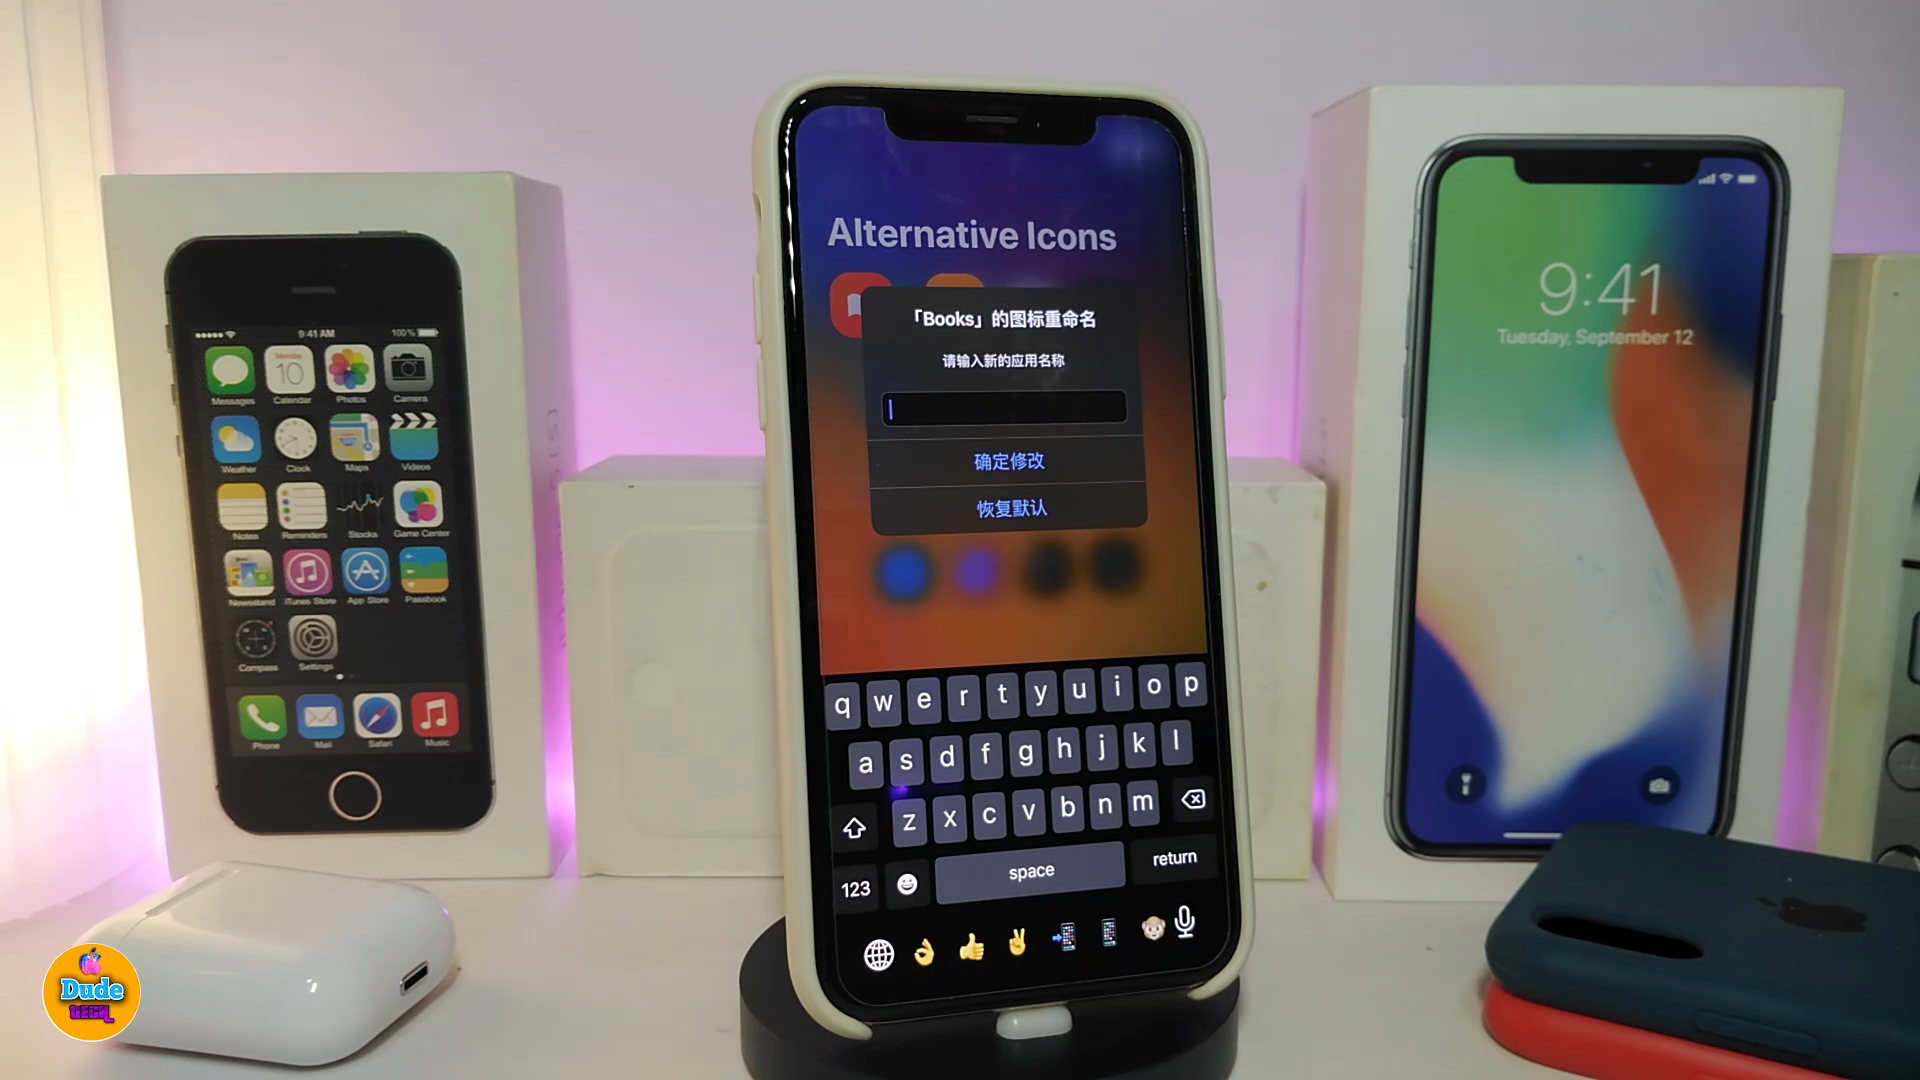 9:41 AM
100%
Messages
Calendar
Photos
Camera
Monday
10
Weather
Clock
Maps
Videos
Notes
Reminders
Stocks
Game Center
Newsstand
iTunes Store
App Store
Passbook
Compass
Settings
Phone
Mail
Safari
Music
Alternative Icons
「Books」的图标重命名
请输入新的应用名称
确定修改
恢复默认
q w e r t y u i o p
a s d f g h j k l
z x c v b n m
123
space
return
9:41
Tuesday, September 12
Dude
TECH